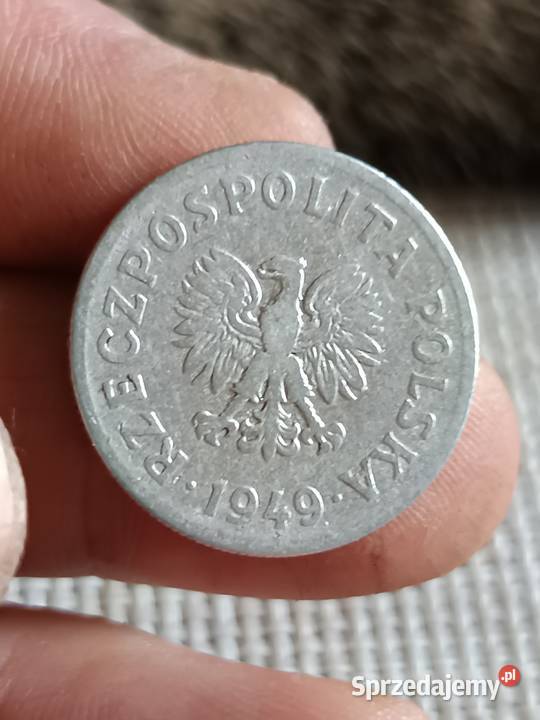 RZECZPOSPOLITA POLSKA
·1949·
Sprzedajemy.pl